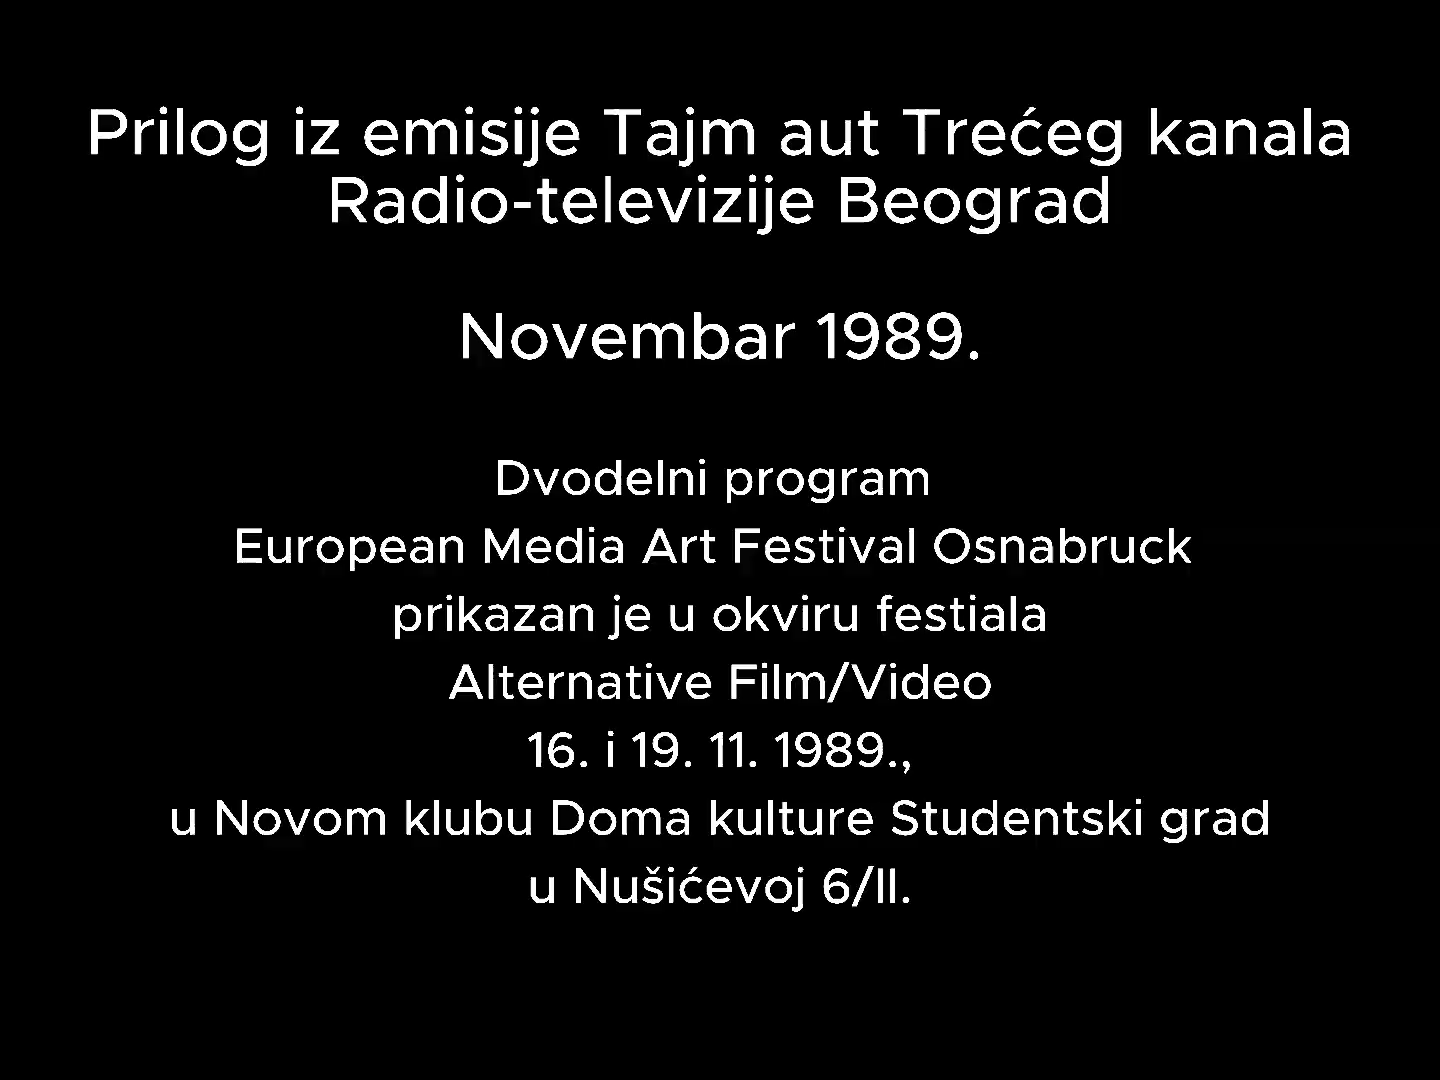 Prilog iz emisije Tajm aut Trećeg kanala
Radio-televizije Beograd
Novembar 1989.
Dvodelni program
European Media Art Festival Osnabruck
prikazan je u okviru festiala
Alternative Film/Video
16. i 19. 11. 1989.,
u Novom klubu Doma kulture Studentski grad
u Nušićevoj 6/II.